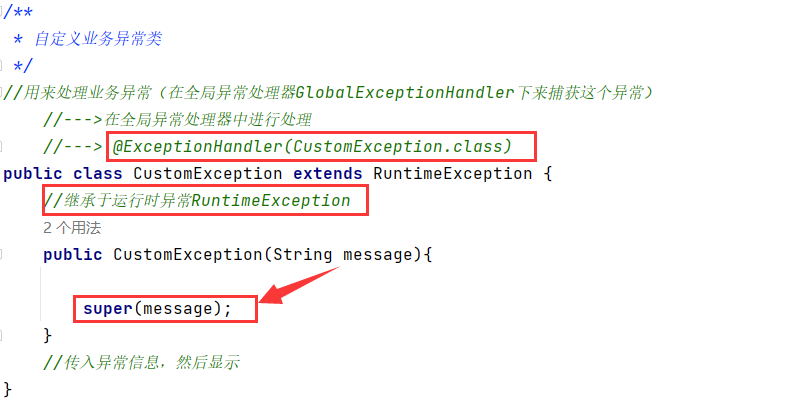 /**
 * 自定义业务异常类
 */
//用来处理业务异常（在全局异常处理器GlobalExceptionHandler下来捕获这个异常）
    //--->在全局异常处理器中进行处理
    //---> @ExceptionHandler(CustomException.class)
public class CustomException extends RuntimeException {
    //继承于运行时异常RuntimeException
    2 个用法
    public CustomException(String message){
        super(message);
    }
    //传入异常信息，然后显示
}